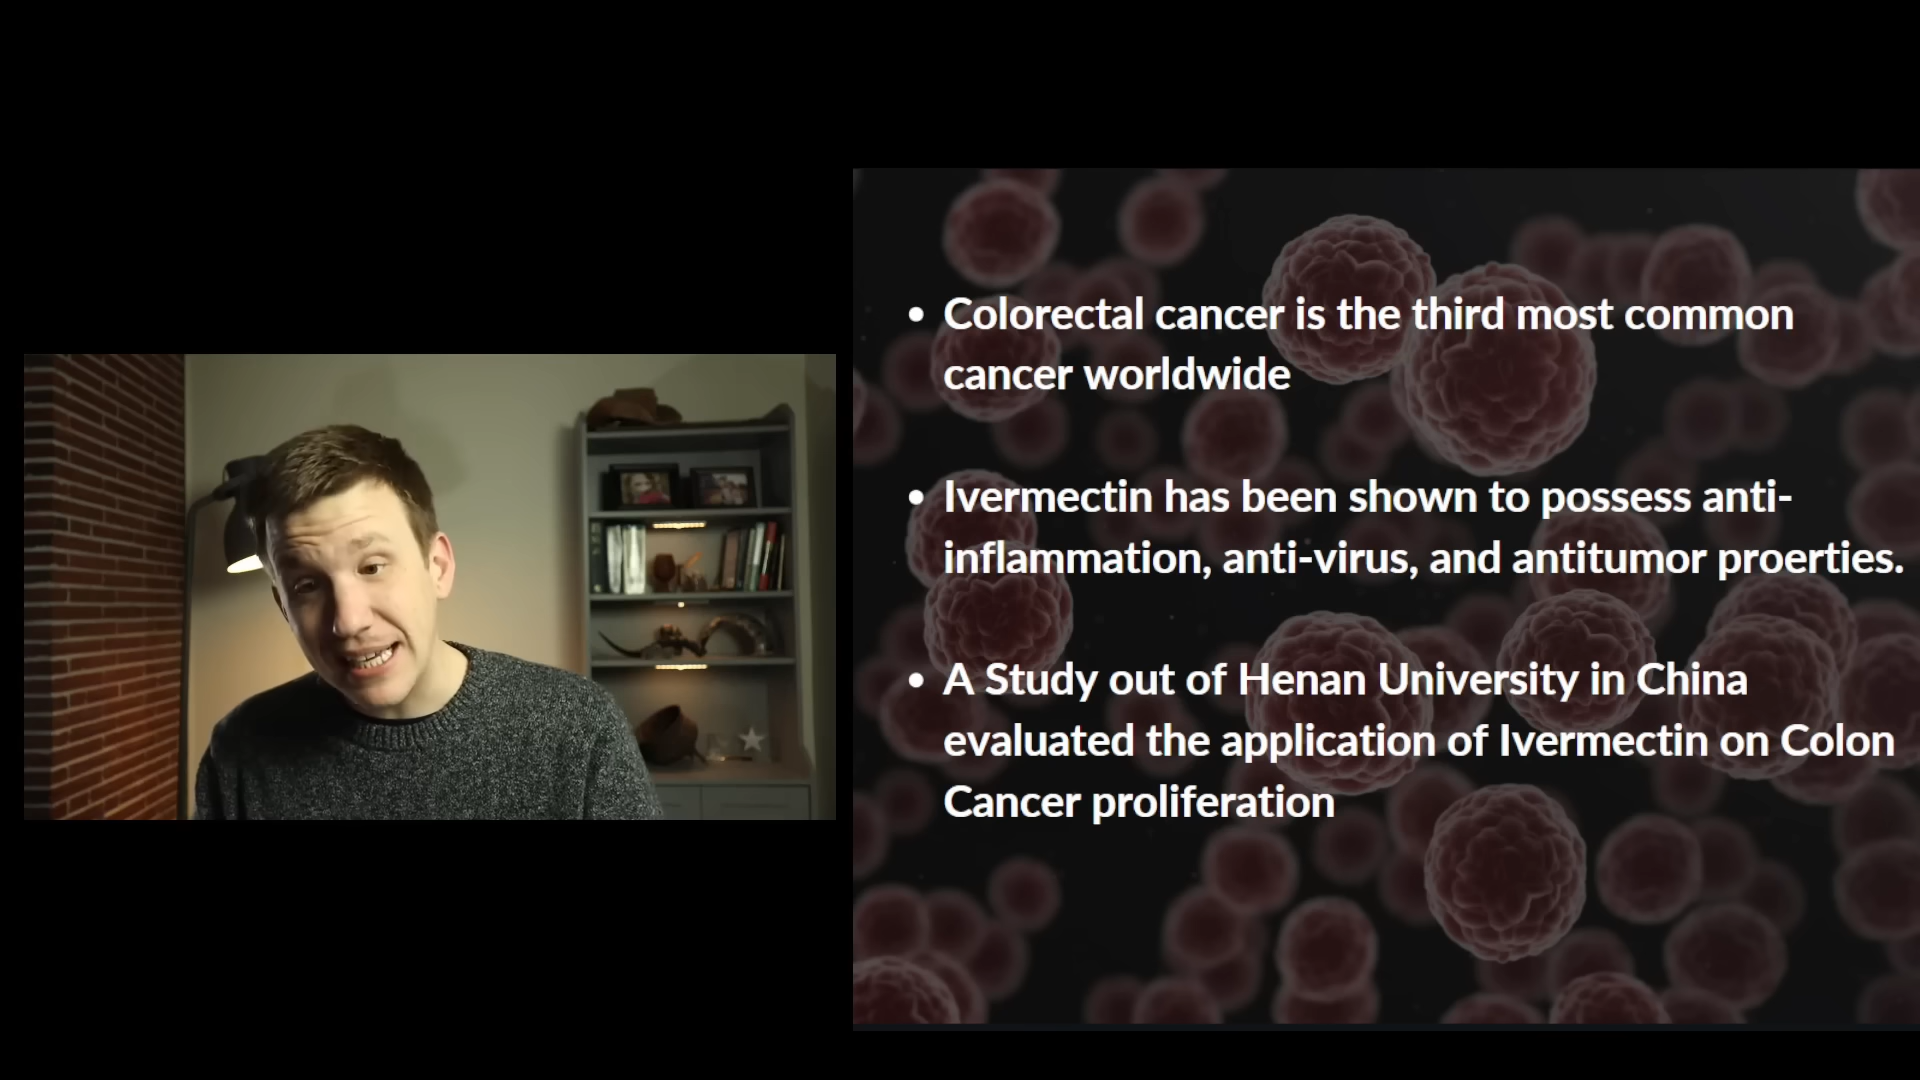 • Colorectal cancer is the third most common
cancer worldwide
• Ivermectin has been shown to possess anti-
inflammation, anti-virus, and antitumor proerties.
• A Study out of Henan University in China
evaluated the application of Ivermectin on Colon
Cancer proliferation